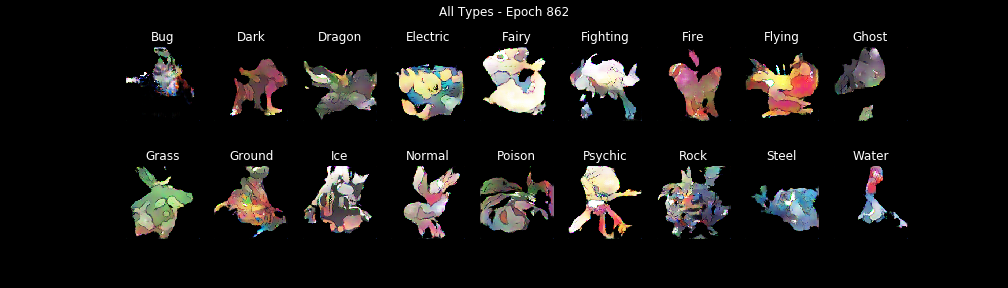 All Types - Epoch 862
Bug Dark Dragon Electric Fairy Fighting Fire Flying Ghost
Grass Ground Ice Normal Poison Psychic Rock Steel Water